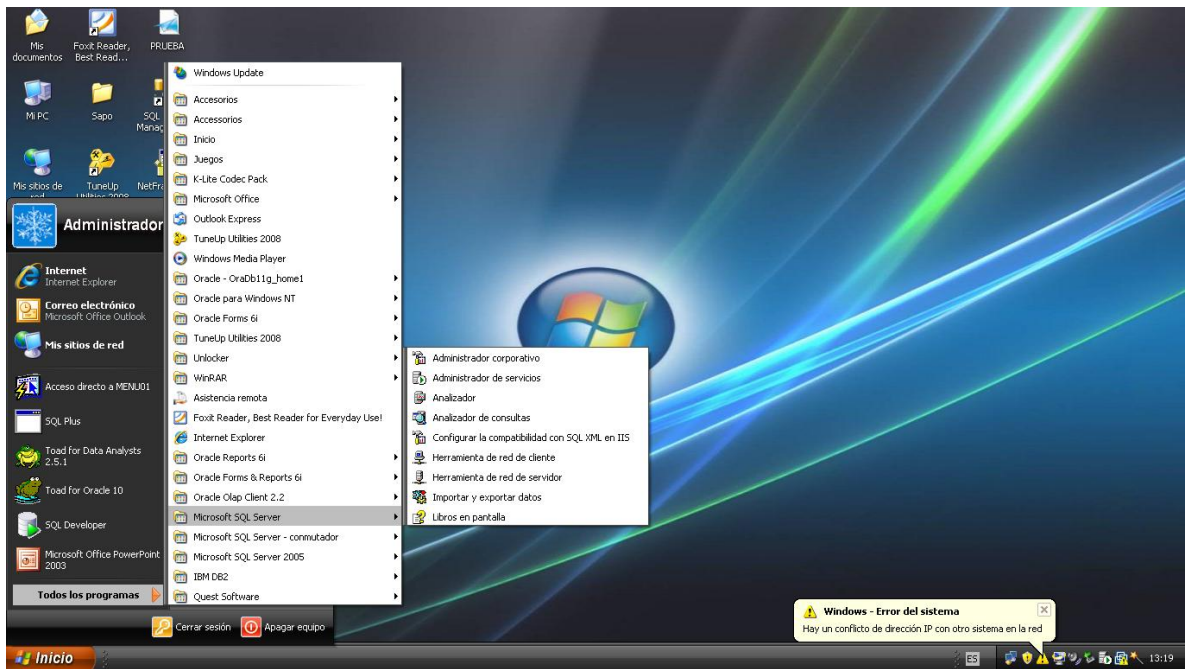 Mis
documentos
Foxit Reader,
Best Read...
PRUEBA
Mi PC
Sapo
SQL
Manag
Mis sitios de
red
TuneUp
Utilities 2008
NetFra
Administrador
Internet
Internet Explorer
Correo electrónico
Microsoft Office Outlook
Mis sitios de red
Acceso directo a MENU01
SQL Plus
Toad for Data Analysts
2.5.1
Toad for Oracle 10
SQL Developer
Microsoft Office PowerPoint
2003
Todos los programas
Windows Update
Accesorios
Accessorios
Inicio
Juegos
K-Lite Codec Pack
Microsoft Office
Outlook Express
TuneUp Utilities 2008
Windows Media Player
Oracle - OraDb11g_home1
Oracle para Windows NT
Oracle Forms 6i
TuneUp Utilities 2008
Unlocker
WinRAR
Asistencia remota
Foxit Reader, Best Reader for Everyday Use!
Internet Explorer
Oracle Reports 6i
Oracle Forms & Reports 6i
Oracle Olap Client 2.2
Microsoft SQL Server
Microsoft SQL Server - conmutador
Microsoft SQL Server 2005
IBM DB2
Quest Software
Administrador corporativo
Administrador de servicios
Analizador
Analizador de consultas
Configurar la compatibilidad con SQL XML en IIS
Herramienta de red de cliente
Herramienta de red de servidor
Importar y exportar datos
Libros en pantalla
Cerrar sesión
Apagar equipo
Windows - Error del sistema
Hay un conflicto de dirección IP con otro sistema en la red
Inicio
ES
13:19